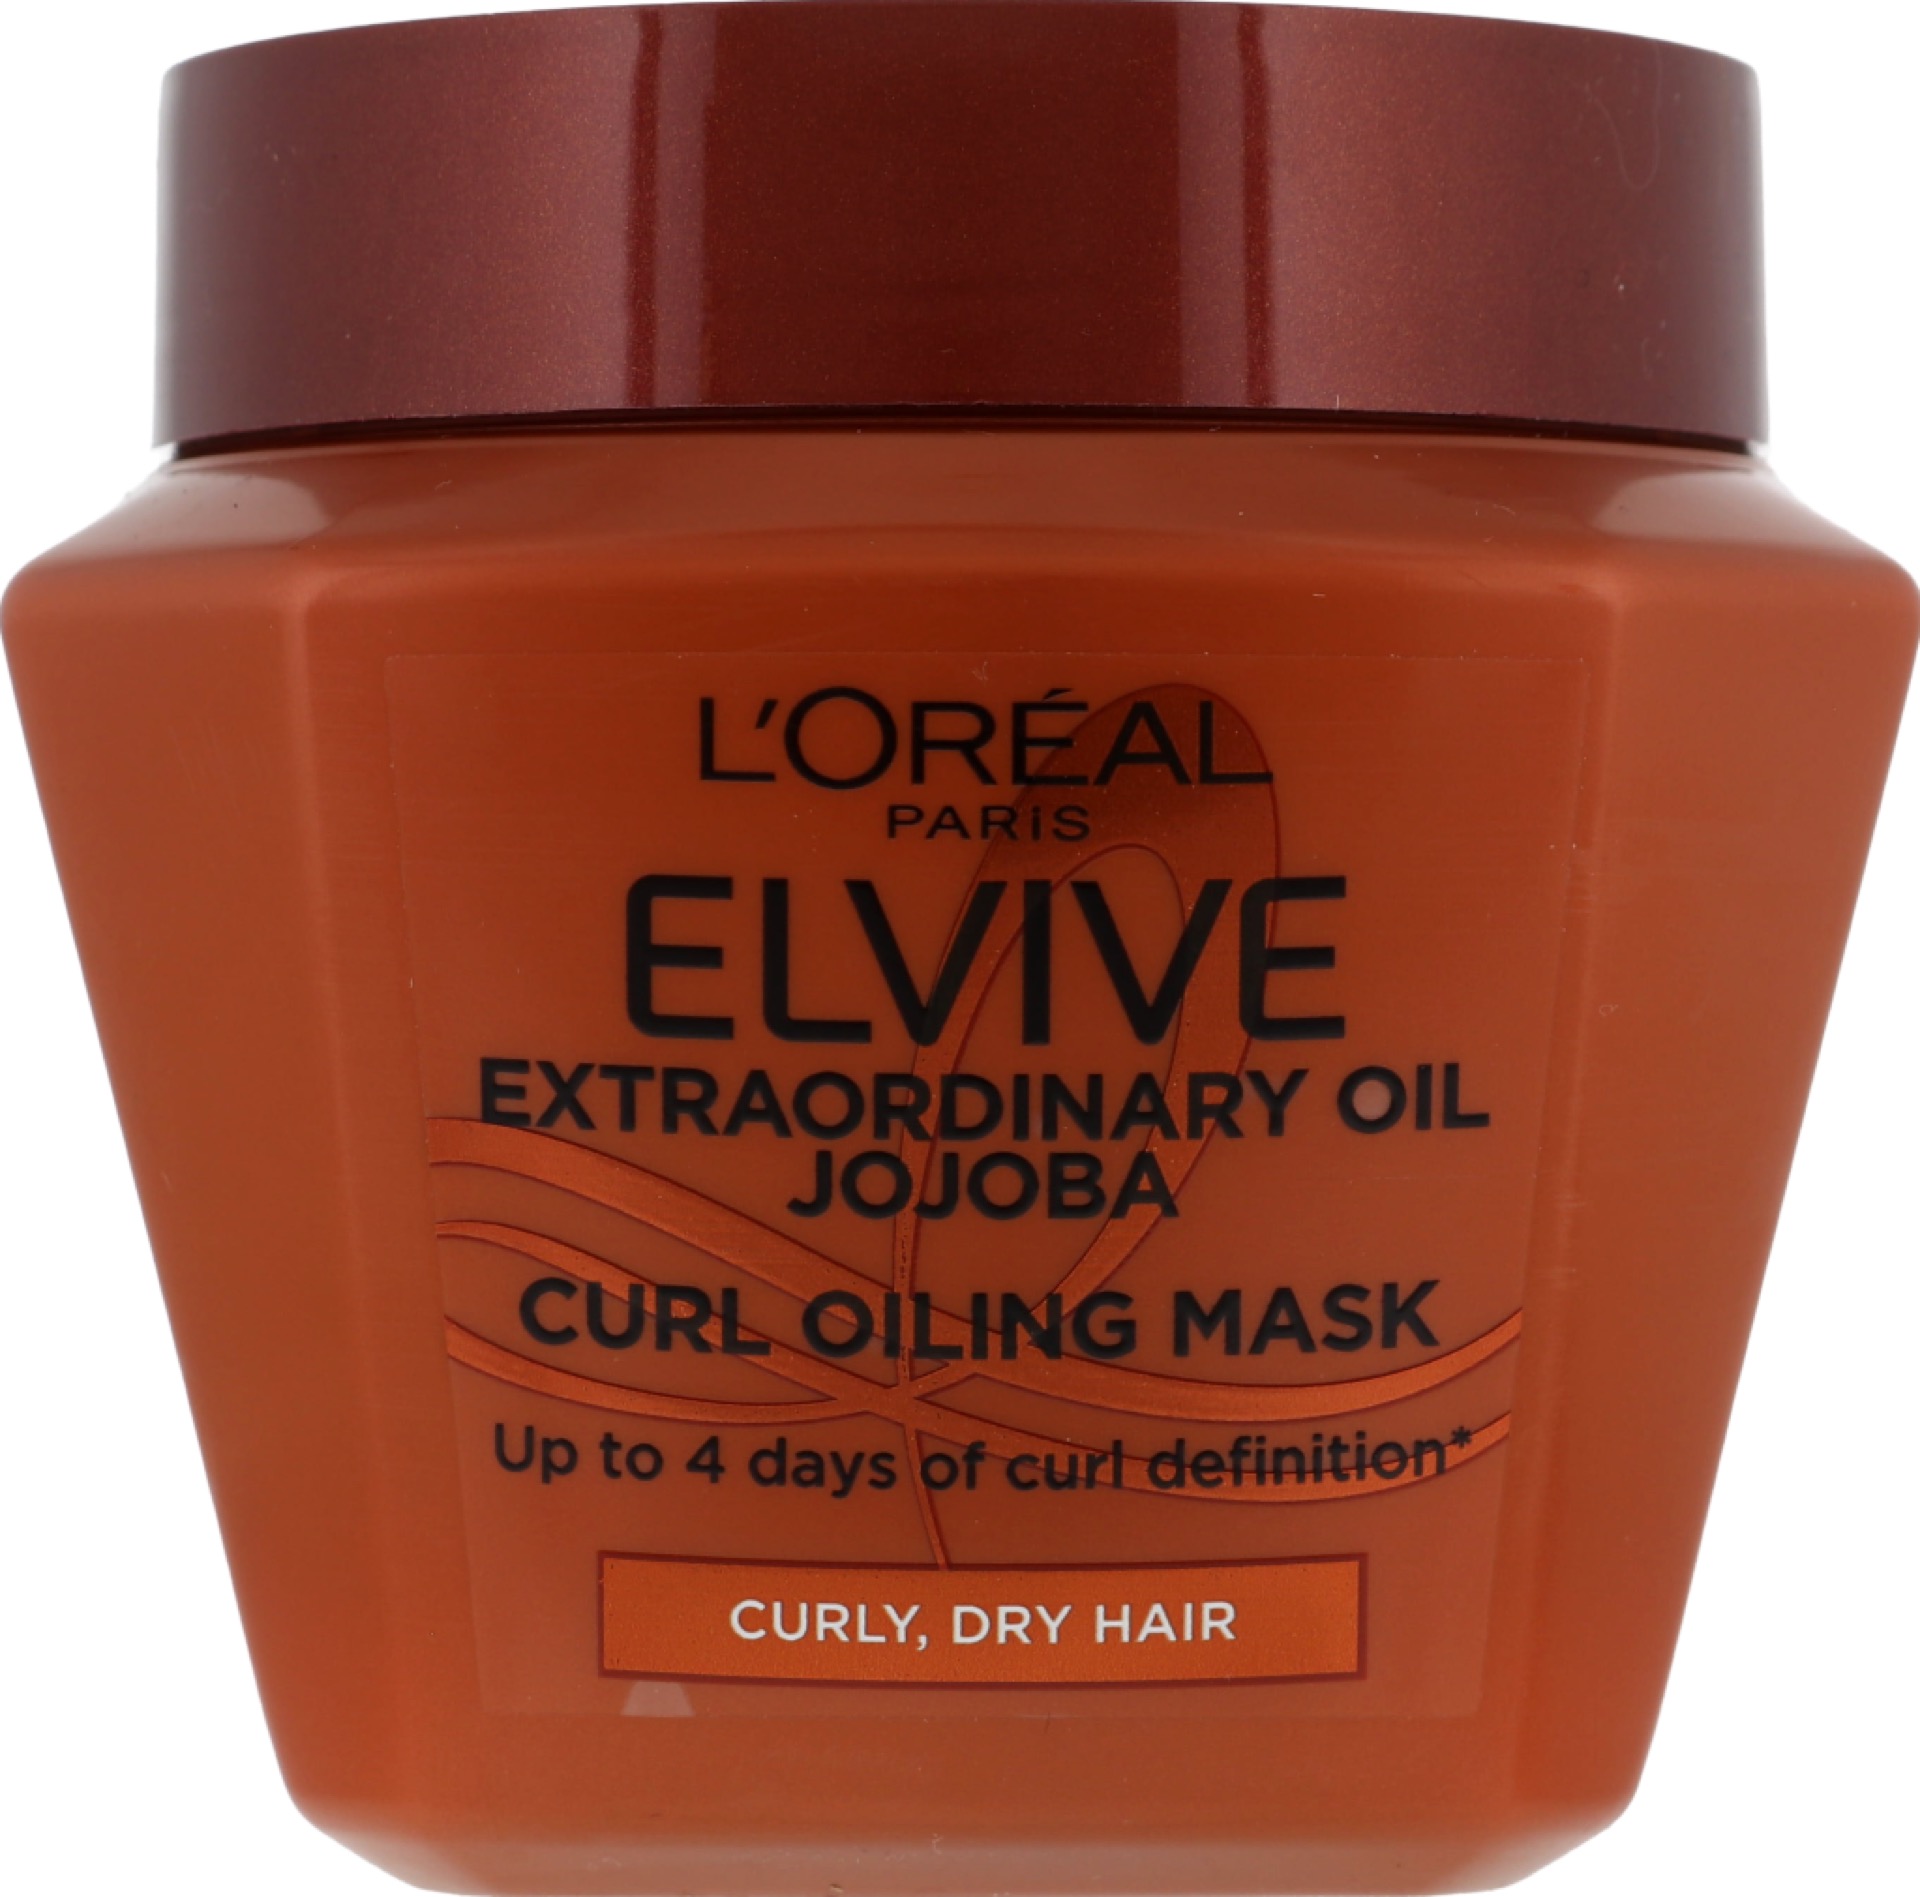 L'ORÉAL
PARiS
ELVIVE
EXTRAORDINARY OIL
JOJOBA
CURL OILING MASK
Up to 4 days of curl definition*
CURLY, DRY HAIR